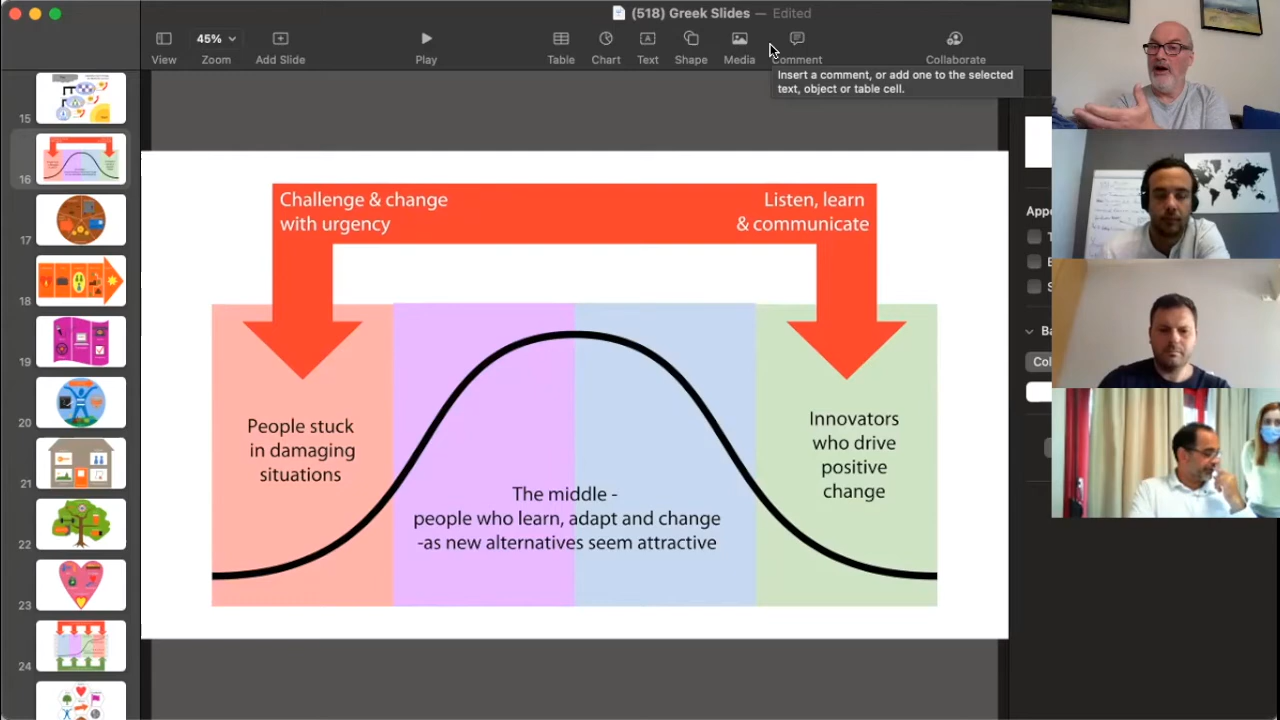 (518) Greek Slides — Edited
45%
View
Zoom
Add Slide
Play
Table
Chart
Text
Shape
Media
Comment
Collaborate
Insert a comment, or add one to the selected
text, object or table cell.
15
16
17
18
19
20
21
22
23
24
Challenge & change
with urgency
Listen, learn
& communicate
People stuck
in damaging
situations
The middle -
people who learn, adapt and change
-as new alternatives seem attractive
Innovators
who drive
positive
change